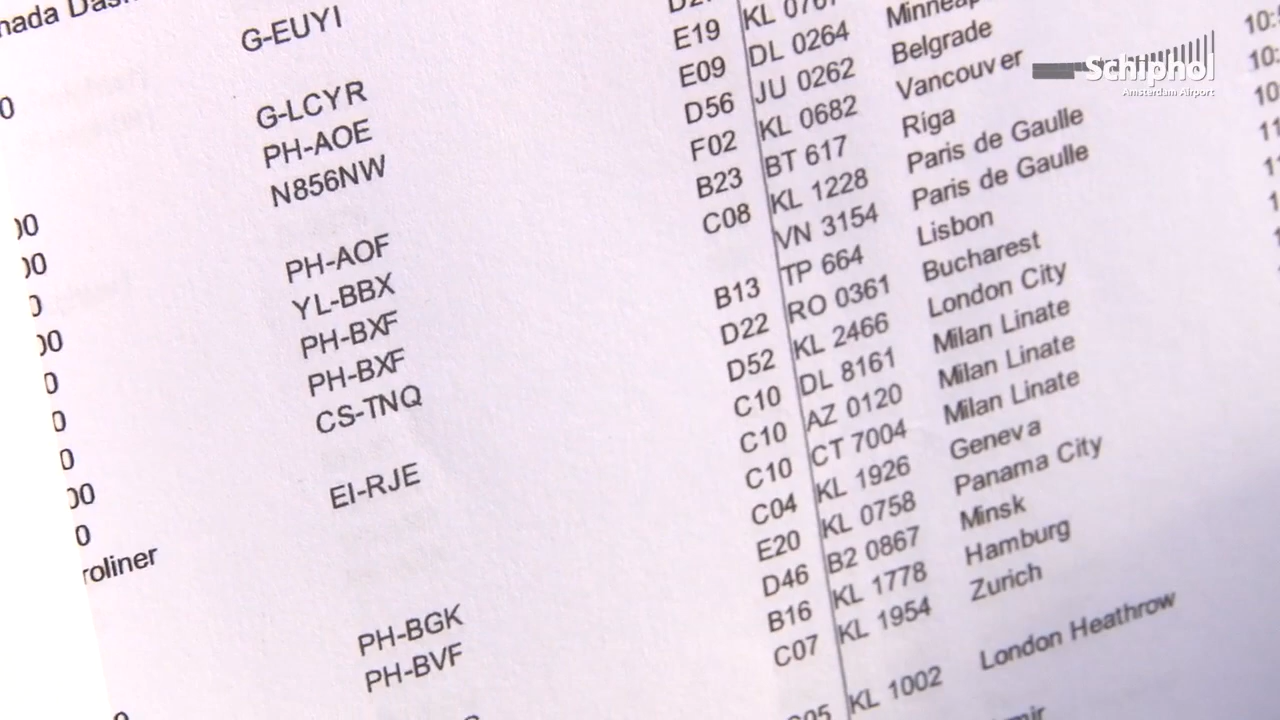 G-EUYI
G-LCYR
PH-AOE E19 KL
N856NW E09 DL 0264
D56 JU 0262 Belgrade
PH-AOF F02 KL 0682 Vancouver
YL-BBX B23 BT 617 Riga
PH-BXF C08 KL 1228 Paris de Gaulle
PH-BXF VN 3154 Paris de Gaulle
CS-TNQ B13 TP 664 Lisbon
D22 RO 0361 Bucharest
EI-RJE D52 KL 2466 London City
C10 DL 8161 Milan Linate
C10 AZ 0120 Milan Linate
C10 CT 7004 Milan Linate
PH-BGK C04 KL 1926 Geneva
PH-BVF E20 KL 0758 Panama City
D46 B2 0867 Minsk
B16 KL 1778 Hamburg
C07 KL 1954 Zurich
KL 1002 London Heathrow
Schiphol
Amsterdam Airport